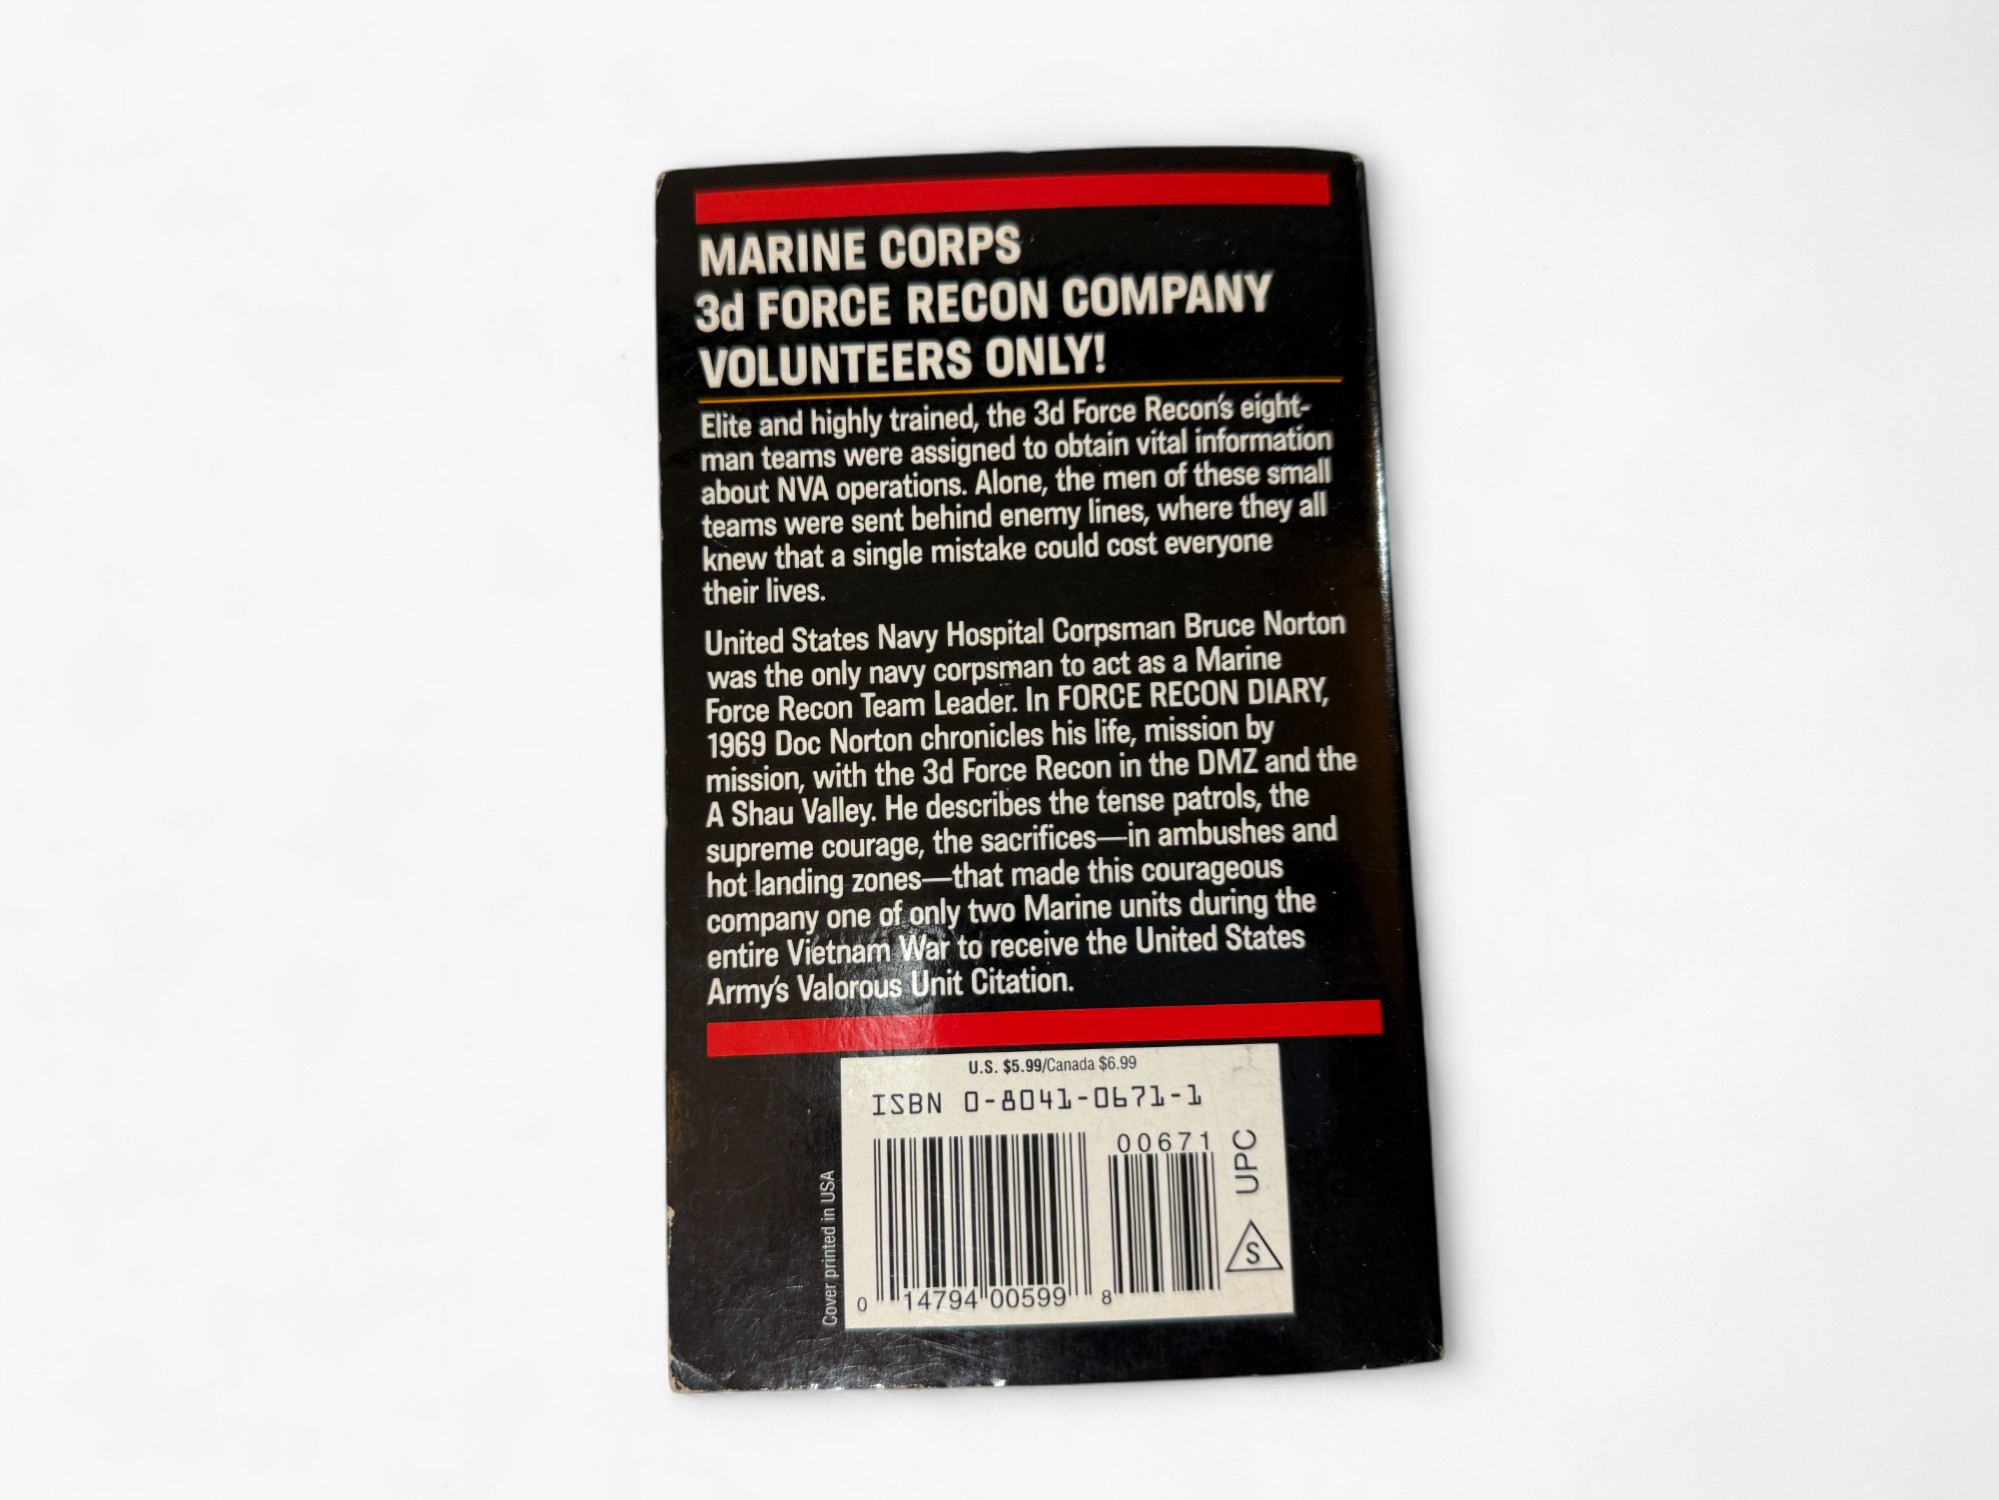 MARINE CORPS
3d FORCE RECON COMPANY
VOLUNTEERS ONLY!
Elite and highly trained, the 3d Force Recon's eight-
man teams were assigned to obtain vital information
about NVA operations. Alone, the men of these small
teams were sent behind enemy lines, where they all
knew that a single mistake could cost everyone
their lives.
United States Navy Hospital Corpsman Bruce Norton
was the only navy corpsman to act as a Marine
Force Recon Team Leader. In FORCE RECON DIARY,
1969 Doc Norton chronicles his life, mission by
mission, with the 3d Force Recon in the DMZ and the
A Shau Valley. He describes the tense patrols, the
supreme courage, the sacrifices—in ambushes and
hot landing zones—that made this courageous
company one of only two Marine units during the
entire Vietnam War to receive the United States
Army's Valorous Unit Citation.
U.S. $5.99/Canada $6.99
ISBN 0-8041-0671-1
00671
UPC
S
0 14794 00599 8
Cover printed in USA